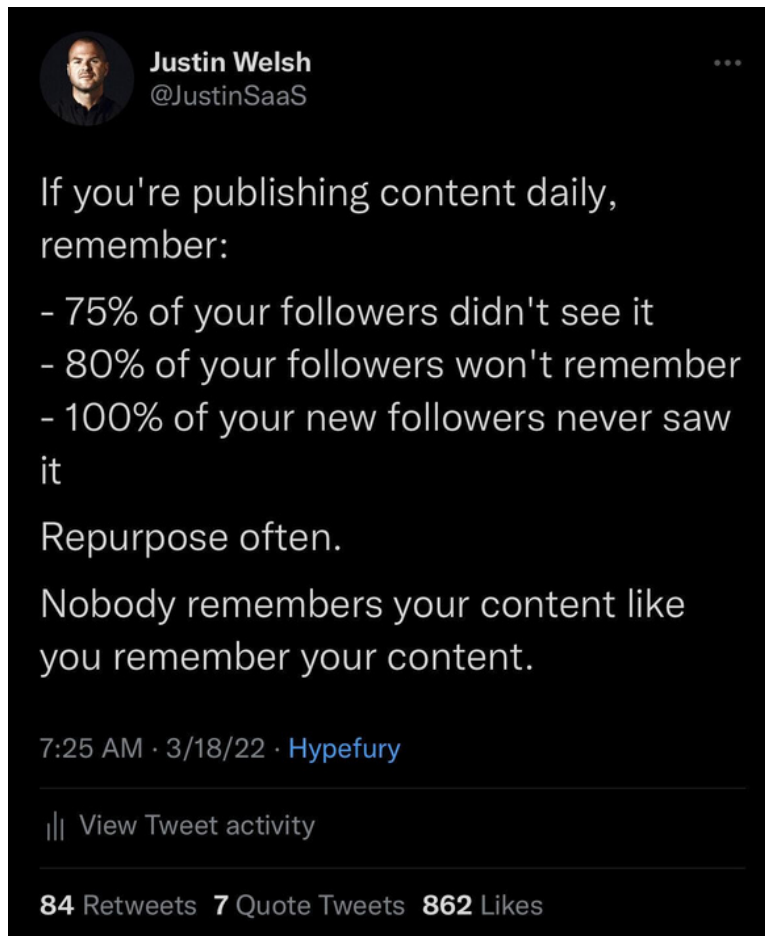 Justin Welsh
@JustinSaaS
If you're publishing content daily,
remember:
- 75% of your followers didn't see it
- 80% of your followers won't remember
- 100% of your new followers never saw
it
Repurpose often.
Nobody remembers your content like
you remember your content.
7:25 AM · 3/18/22 · Hypefury
View Tweet activity
84 Retweets 7 Quote Tweets 862 Likes